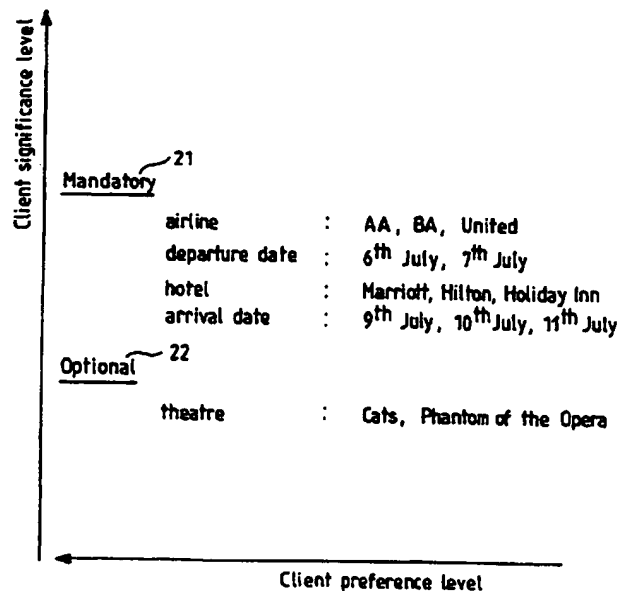 Client significance level
Mandatory 21
airline : AA, BA, United
departure date : 6th July, 7th July
hotel : Marriott, Hilton, Holiday Inn
arrival date : 9th July, 10th July, 11th July
Optional 22
theatre : Cats, Phantom of the Opera
Client preference level